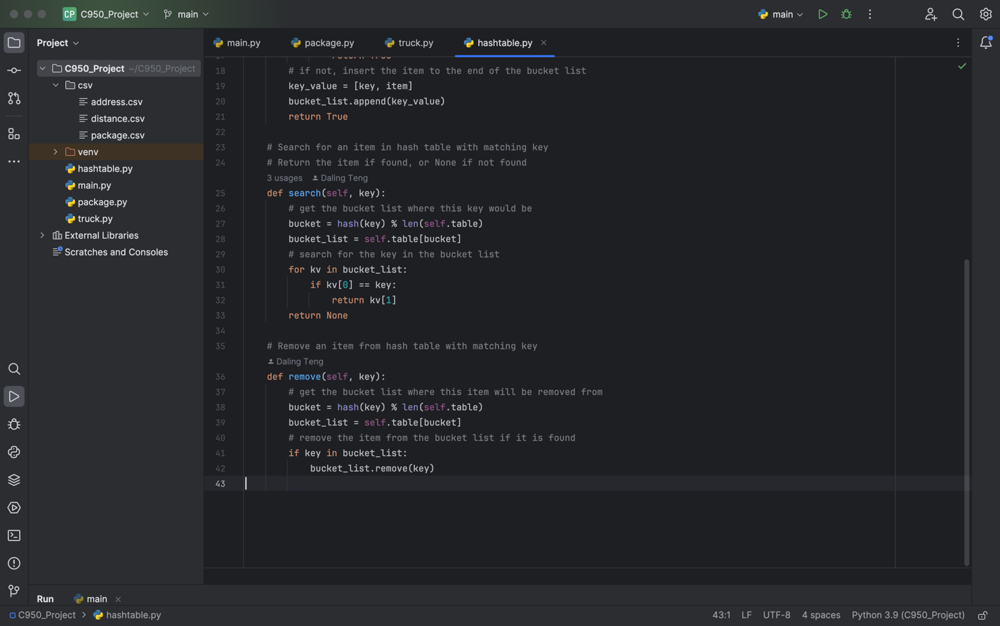 CP C950_Project main
main
Project
main.py package.py truck.py hashtable.py
C950_Project ~/C950_Project
csv
address.csv
distance.csv
package.csv
venv
hashtable.py
main.py
package.py
truck.py
External Libraries
Scratches and Consoles
return True
18 # if not, insert the item to the end of the bucket list
19 key_value = [key, item]
20 bucket_list.append(key_value)
21 return True
22
23 # Search for an item in hash table with matching key
24 # Return the item if found, or None if not found
3 usages Daling Teng
25 def search(self, key):
26 # get the bucket list where this key would be
27 bucket = hash(key) % len(self.table)
28 bucket_list = self.table[bucket]
29 # search for the key in the bucket list
30 for kv in bucket_list:
31 if kv[0] == key:
32 return kv[1]
33 return None
34
35 # Remove an item from hash table with matching key
Daling Teng
36 def remove(self, key):
37 # get the bucket list where this item will be removed from
38 bucket = hash(key) % len(self.table)
39 bucket_list = self.table[bucket]
40 # remove the item from the bucket list if it is found
41 if key in bucket_list:
42 bucket_list.remove(key)
43
Run main
C950_Project > hashtable.py 43:1 LF UTF-8 4 spaces Python 3.9 (C950_Project)